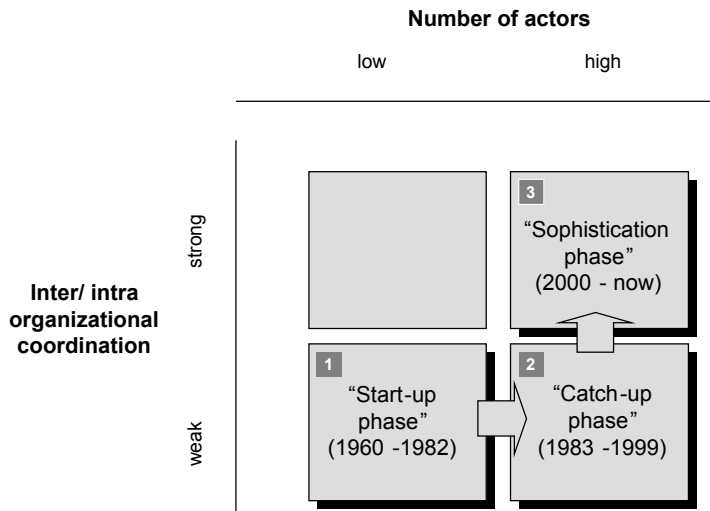 Number of actors
low
high
strong
3
“Sophistication
phase”
(2000 - now)
Inter/ intra
organizational
coordination
weak
1
“Start-up
phase”
(1960 -1982)
2
“Catch-up
phase”
(1983 -1999)